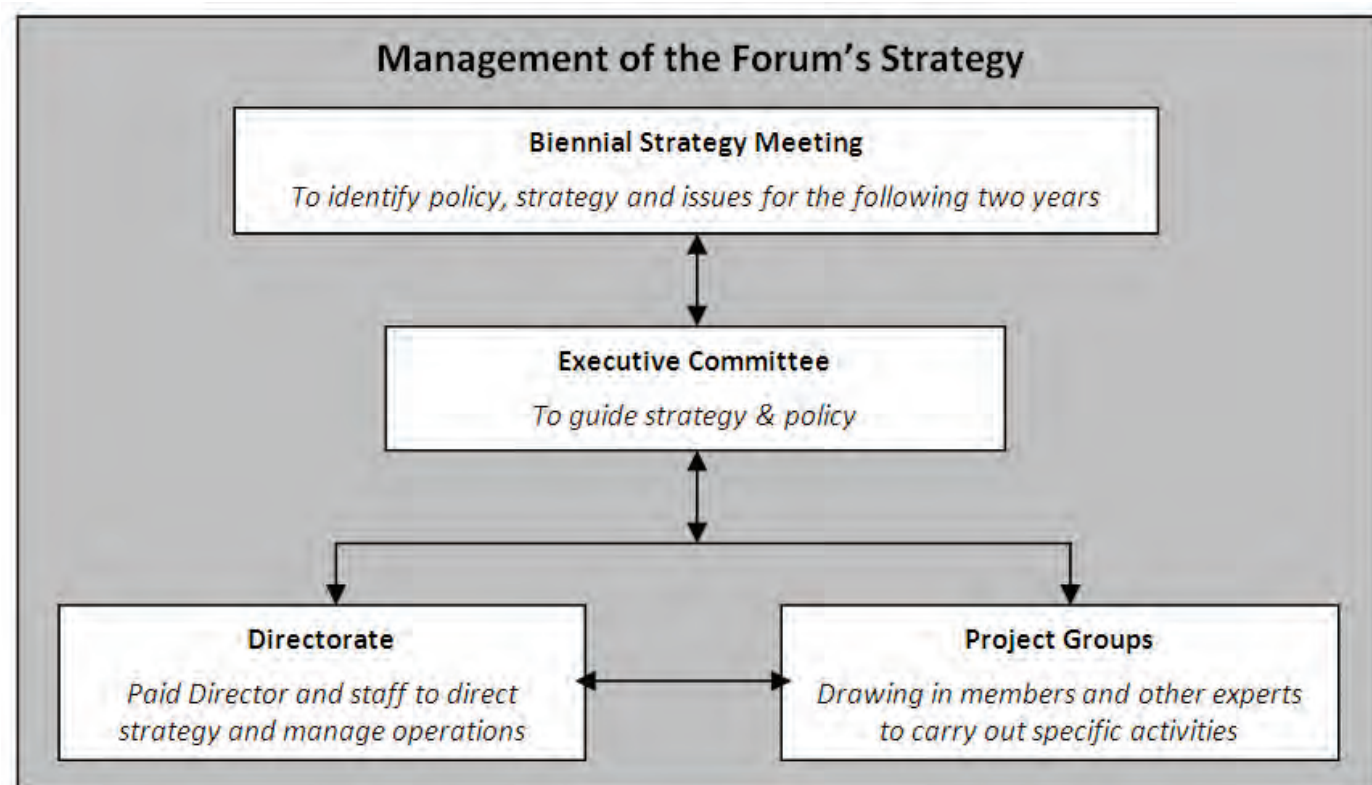 Management of the Forum's Strategy
Biennial Strategy Meeting
To identify policy, strategy and issues for the following two years
Executive Committee
To guide strategy & policy
Directorate
Paid Director and staff to direct
strategy and manage operations
Project Groups
Drawing in members and other experts
to carry out specific activities